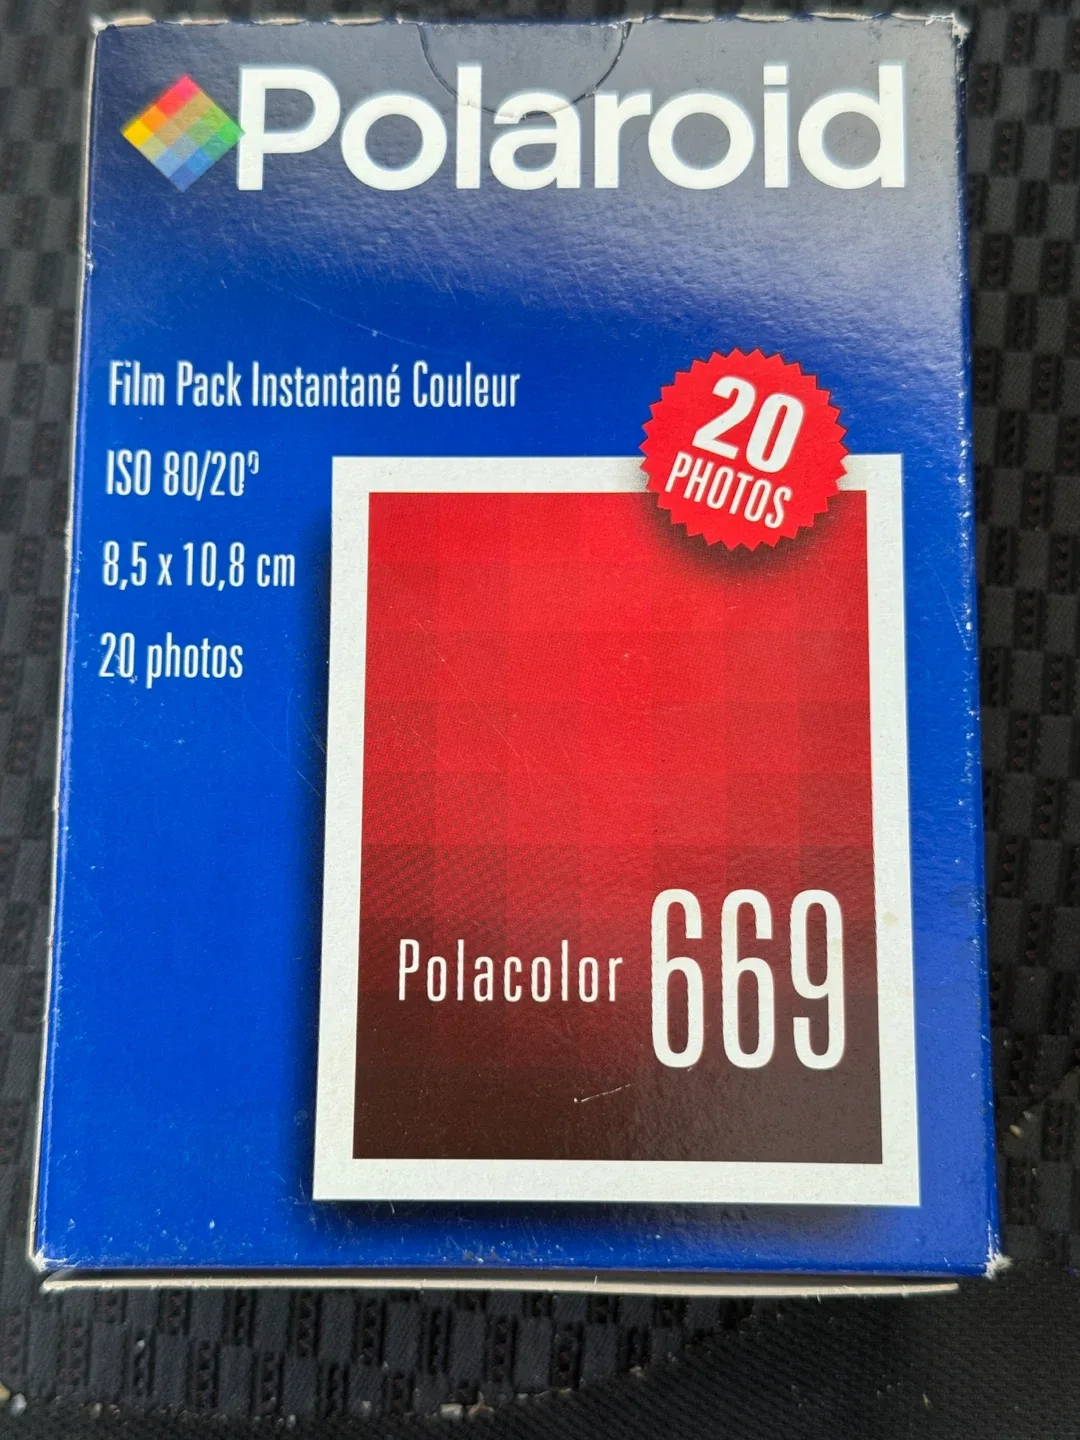 Polaroid
Film Pack Instantané Couleur
ISO 80/20°
8,5 x 10,8 cm
20 photos
20
PHOTOS
Polacolor 669